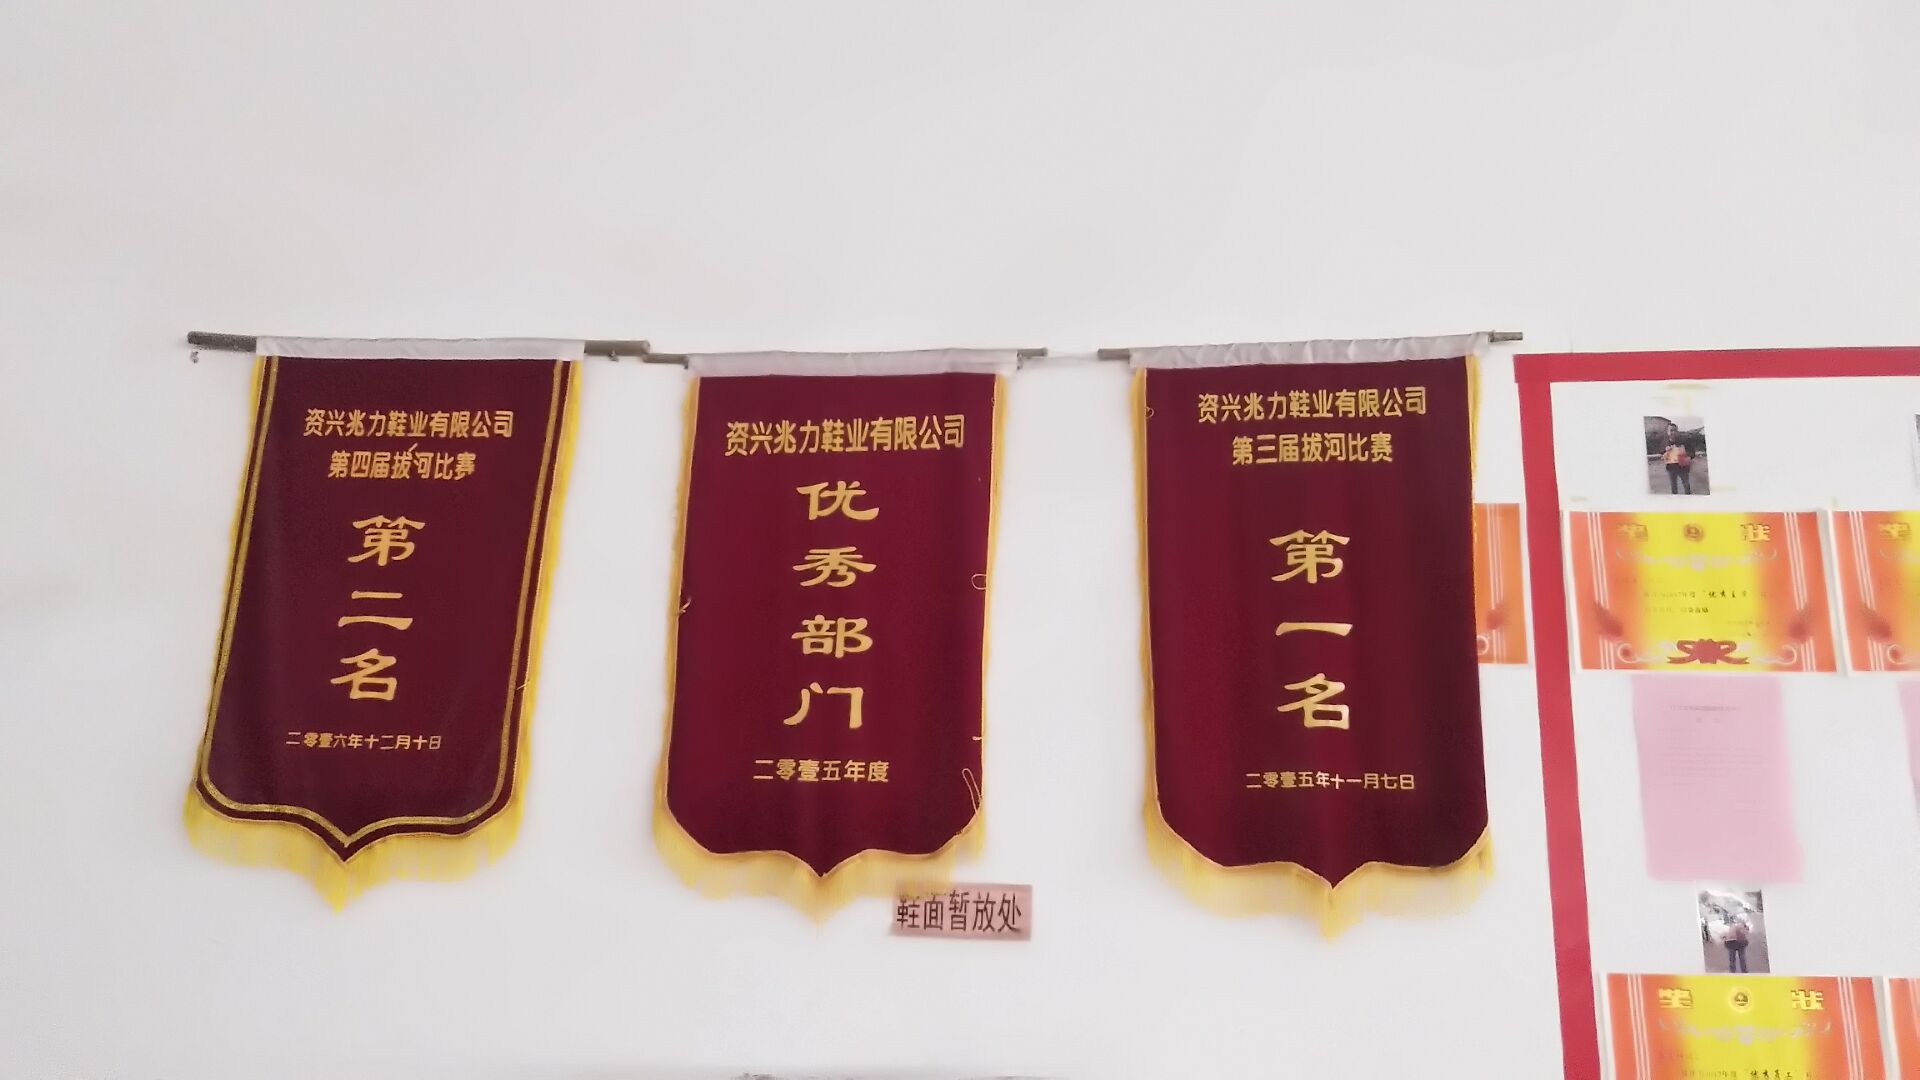 资兴兆力鞋业有限公司
第四届拔河比赛
第二名
二零壹六年十二月十日
资兴兆力鞋业有限公司
优秀部门
二零壹五年度
鞋面暂放处
资兴兆力鞋业有限公司
第三届拔河比赛
第一名
二零壹五年十一月七日
奖状
奖状